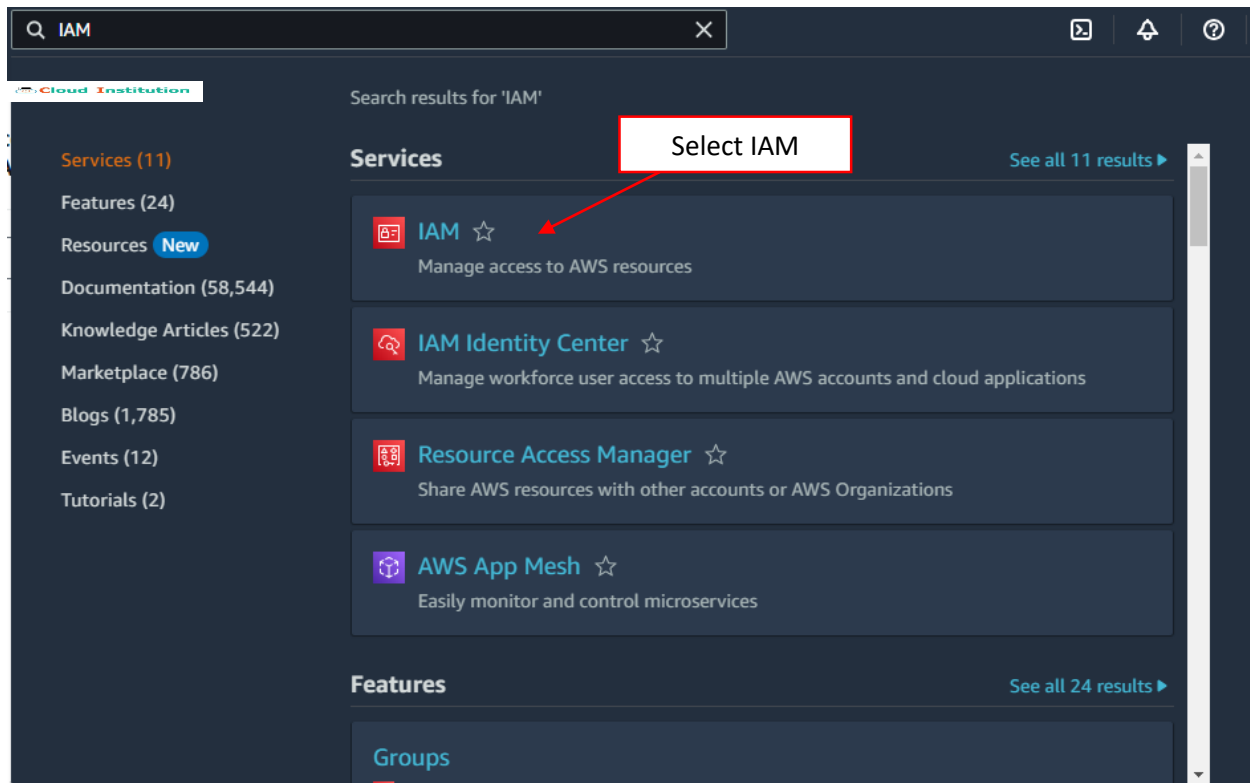 IAM
Cloud Institution
Search results for 'IAM'
Select IAM
Services (11)
Features (24)
Resources New
Documentation (58,544)
Knowledge Articles (522)
Marketplace (786)
Blogs (1,785)
Events (12)
Tutorials (2)
Services
See all 11 results
IAM
Manage access to AWS resources
IAM Identity Center
Manage workforce user access to multiple AWS accounts and cloud applications
Resource Access Manager
Share AWS resources with other accounts or AWS Organizations
AWS App Mesh
Easily monitor and control microservices
Features
See all 24 results
Groups